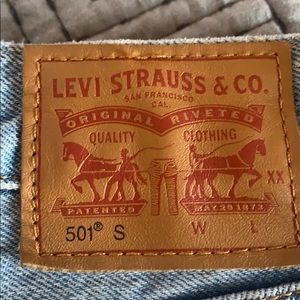 LEVI STRAUSS & CO.
SAN FRANCISCO
CAL.
ORIGINAL RIVETED
QUALITY CLOTHING
XX
PATENTED MAY 20 1873
501® S W L